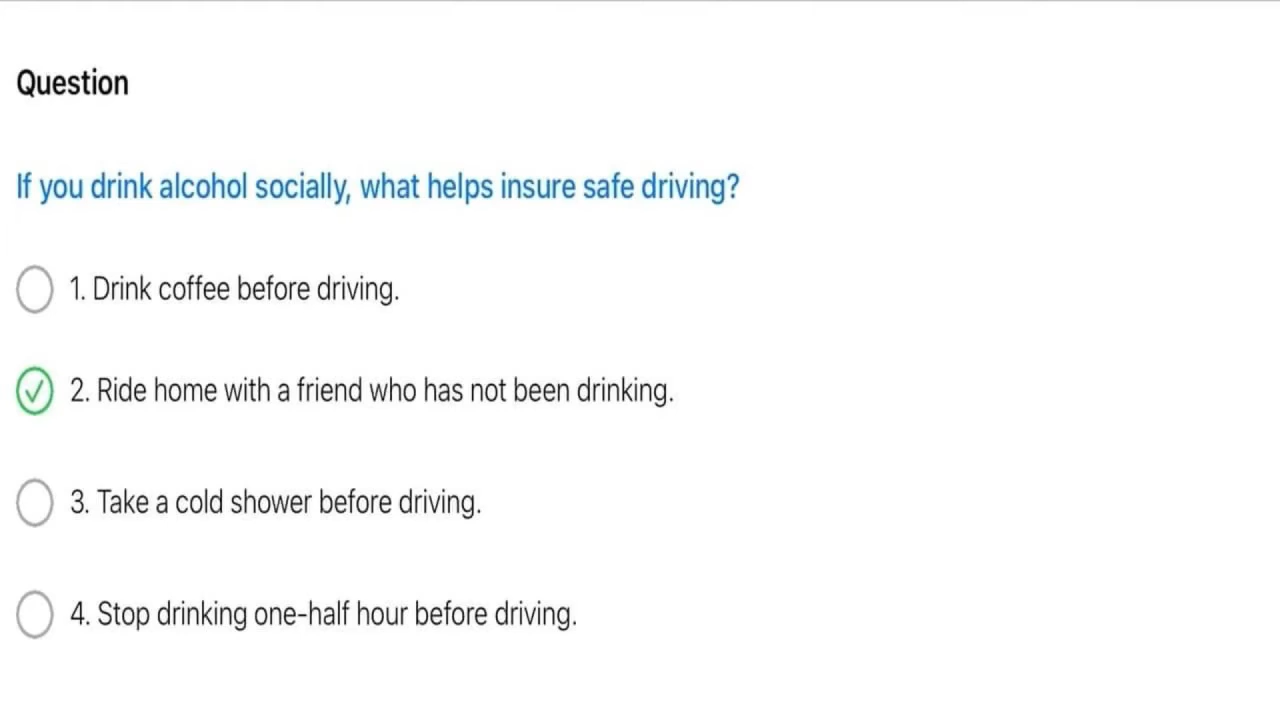 Question
If you drink alcohol socially, what helps insure safe driving?
1. Drink coffee before driving.
2. Ride home with a friend who has not been drinking.
3. Take a cold shower before driving.
4. Stop drinking one-half hour before driving.